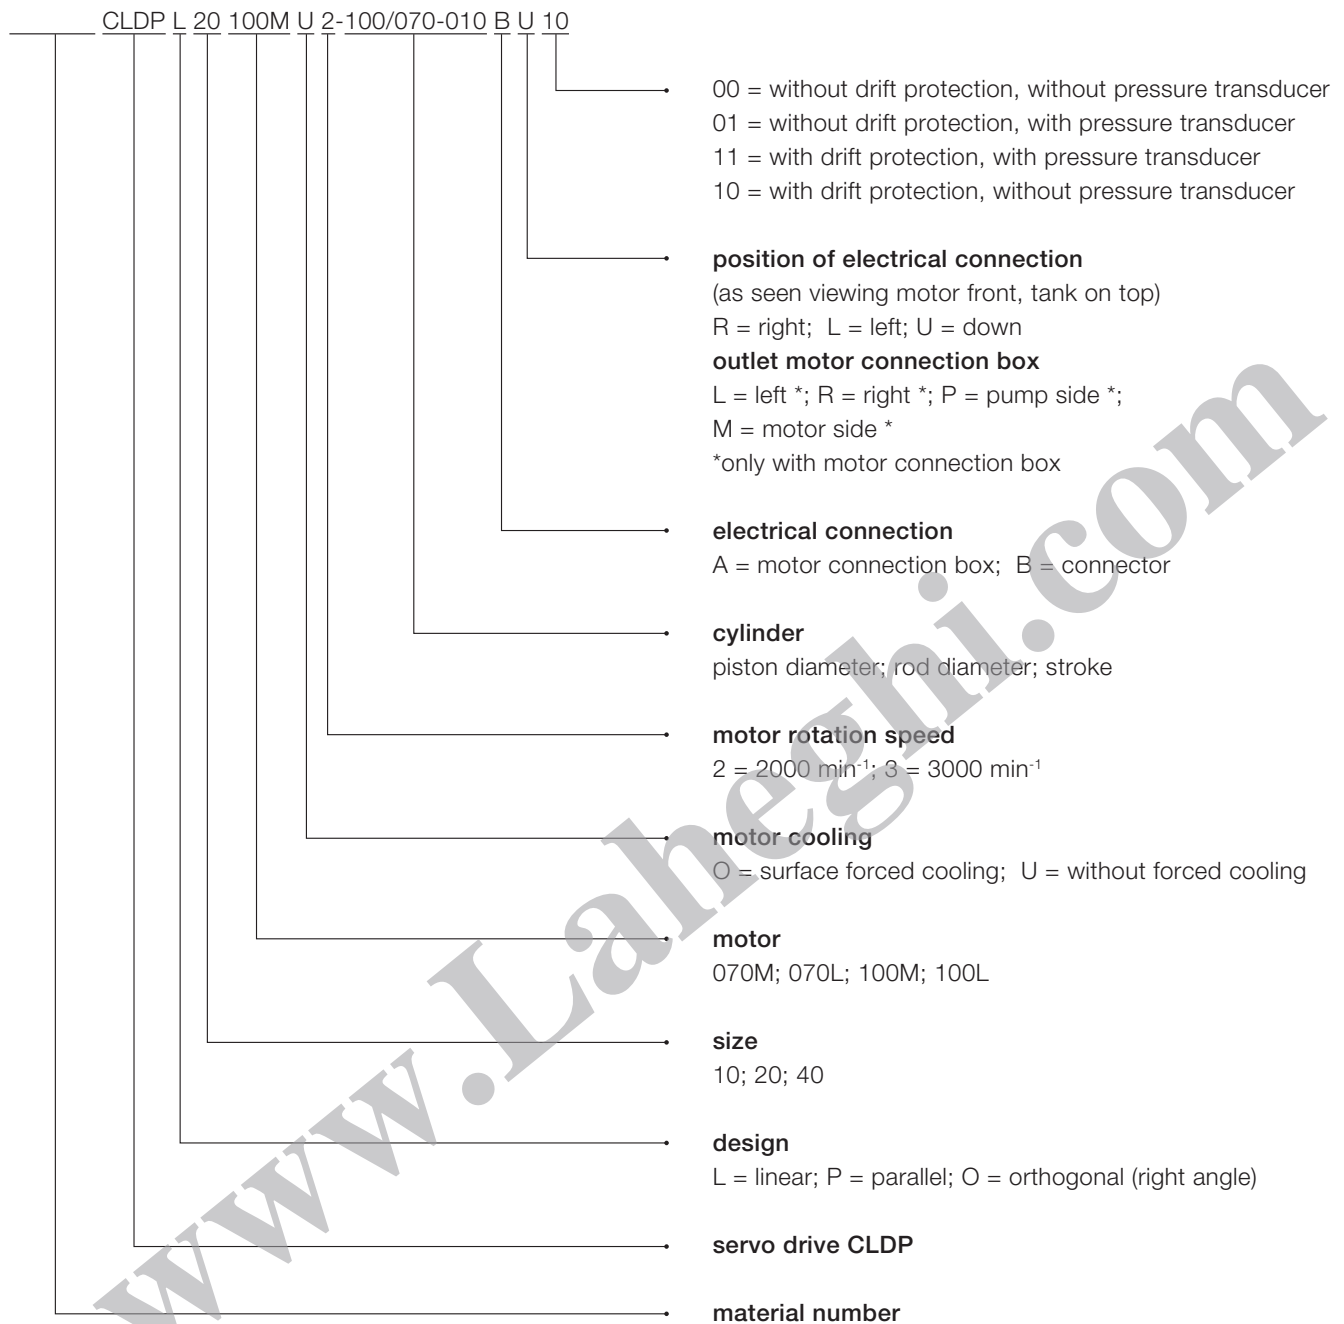 CLDP L 20 100M U 2-100/070-010 B U 10
00 = without drift protection, without pressure transducer
01 = without drift protection, with pressure transducer
11 = with drift protection, with pressure transducer
10 = with drift protection, without pressure transducer
position of electrical connection
(as seen viewing motor front, tank on top)
R = right; L = left; U = down
outlet motor connection box
L = left *; R = right *; P = pump side *;
M = motor side *
*only with motor connection box
electrical connection
A = motor connection box; B = connector
cylinder
piston diameter; rod diameter; stroke
motor rotation speed
2 = 2000 min⁻¹; 3 = 3000 min⁻¹
motor cooling
O = surface forced cooling; U = without forced cooling
motor
070M; 070L; 100M; 100L
size
10; 20; 40
design
L = linear; P = parallel; O = orthogonal (right angle)
servo drive CLDP
material number
www.Laheghi.com